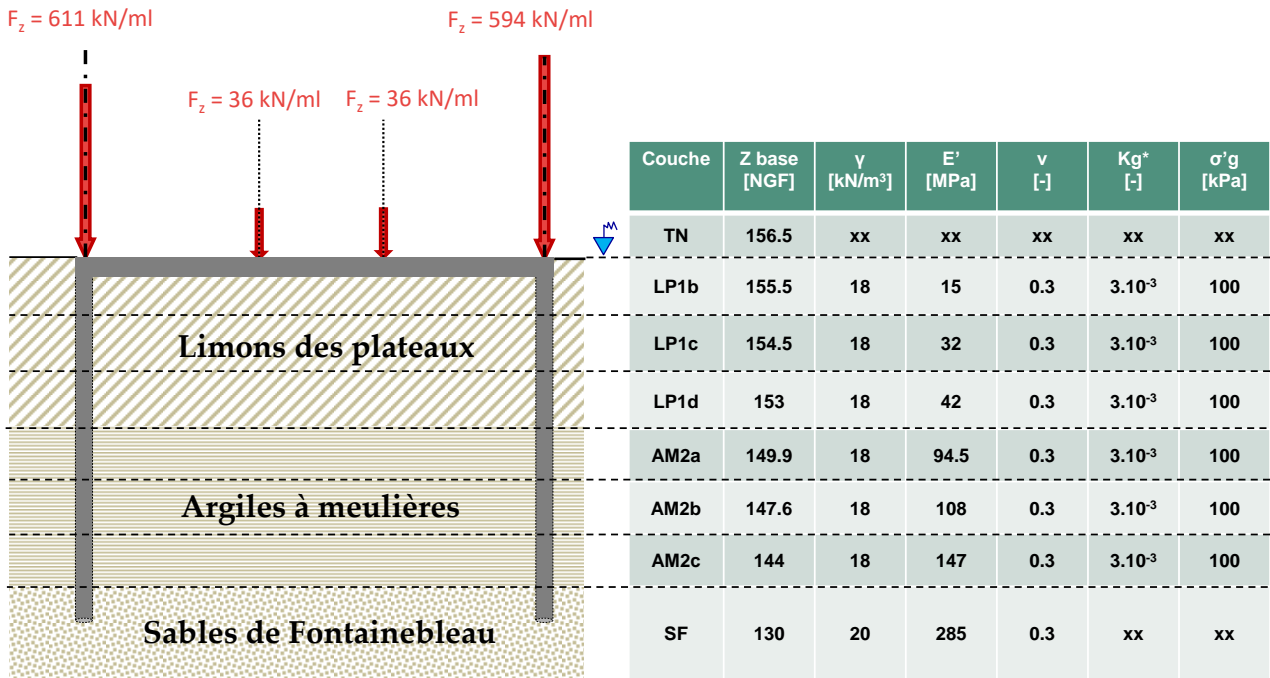 F_z = 611 kN/ml
F_z = 594 kN/ml
F_z = 36 kN/ml F_z = 36 kN/ml
Limons des plateaux
Argiles à meulières
Sables de Fontainebleau
Couche Z base [NGF] γ [kN/m³] E' [MPa] ν [-] Kg* [-] σ'g [kPa]
TN 156.5 xx xx xx xx xx
LP1b 155.5 18 15 0.3 3.10⁻³ 100
LP1c 154.5 18 32 0.3 3.10⁻³ 100
LP1d 153 18 42 0.3 3.10⁻³ 100
AM2a 149.9 18 94.5 0.3 3.10⁻³ 100
AM2b 147.6 18 108 0.3 3.10⁻³ 100
AM2c 144 18 147 0.3 3.10⁻³ 100
SF 130 20 285 0.3 xx xx